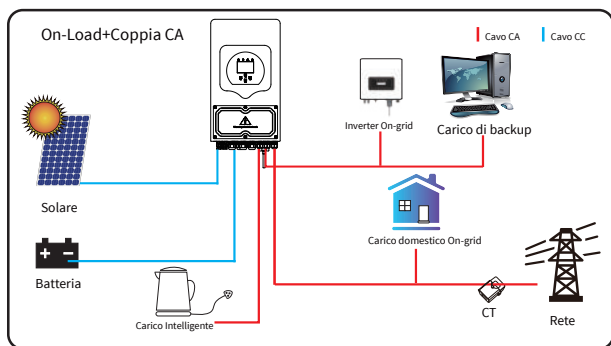 On-Load+Coppia CA
Cavo CA
Cavo CC
Inverter On-grid
Carico di backup
Solare
Carico domestico On-grid
Batteria
CT
Rete
Carico Intelligente